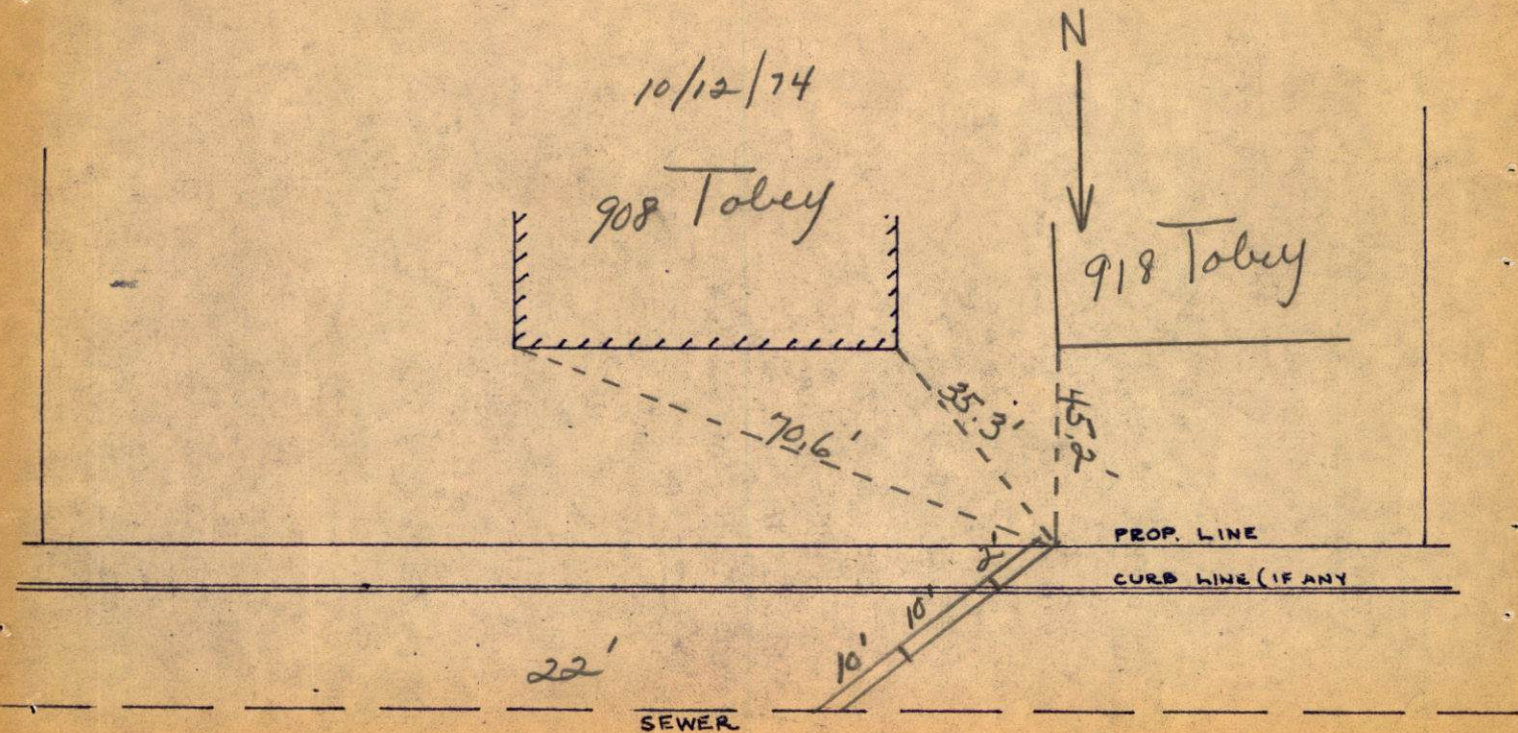 N
10/12/74
908 Tobey
918 Tobey
35.3'
45.2'
70.6'
PROP. LINE
2'
CURB LINE (IF ANY
10'
10'
22'
SEWER